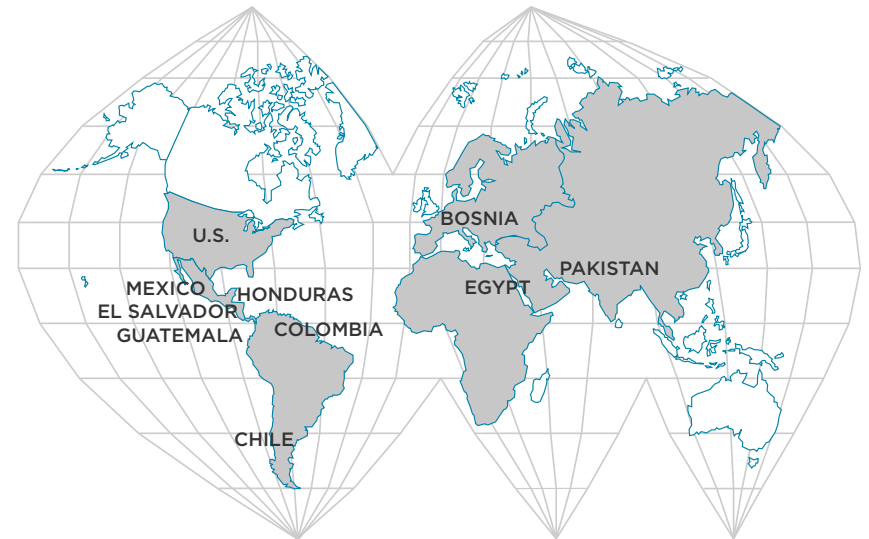 BOSNIA
U.S.
PAKISTAN
EGYPT
MEXICO
HONDURAS
EL SALVADOR
COLOMBIA
GUATEMALA
CHILE